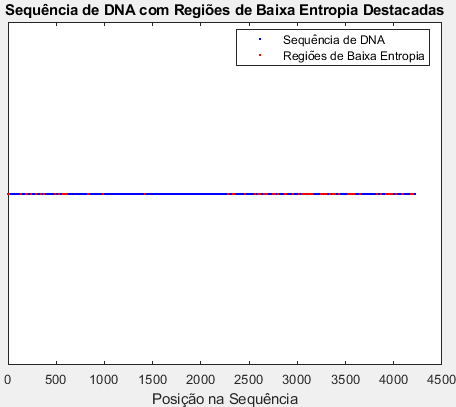 Sequência de DNA com Regiões de Baixa Entropia Destacadas
Sequência de DNA
Regiões de Baixa Entropia
0 500 1000 1500 2000 2500 3000 3500 4000 4500
Posição na Sequência